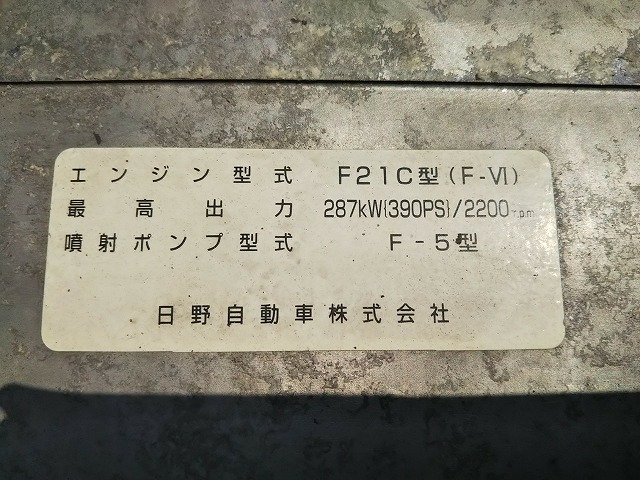 エンジン型式 F21C型(F-Ⅵ)
最高出力 287kW{390PS}/2200r.p.m
噴射ポンプ型式 F-5型
日野自動車株式会社